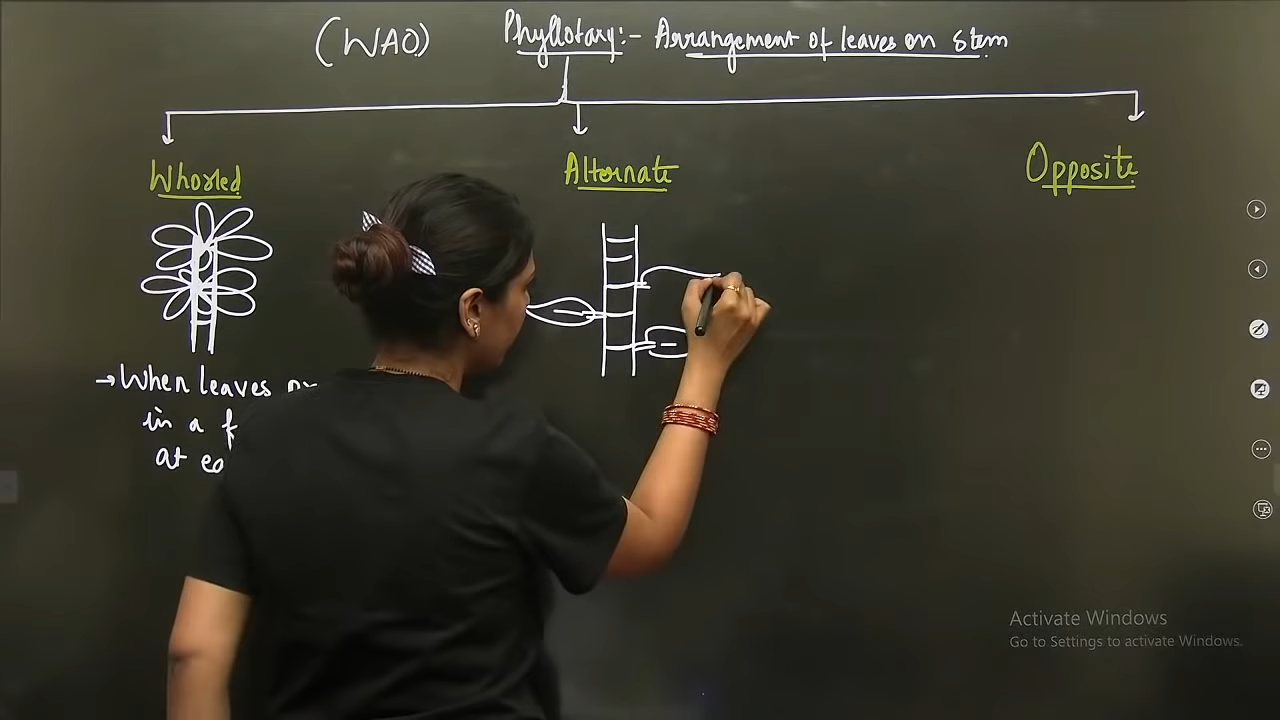 (WAO) Phyllotaxy:- Arrangement of leaves on stem
Whorled Alternate Opposite
→ When leaves
in a
at
Activate Windows
Go to Settings to activate Windows.